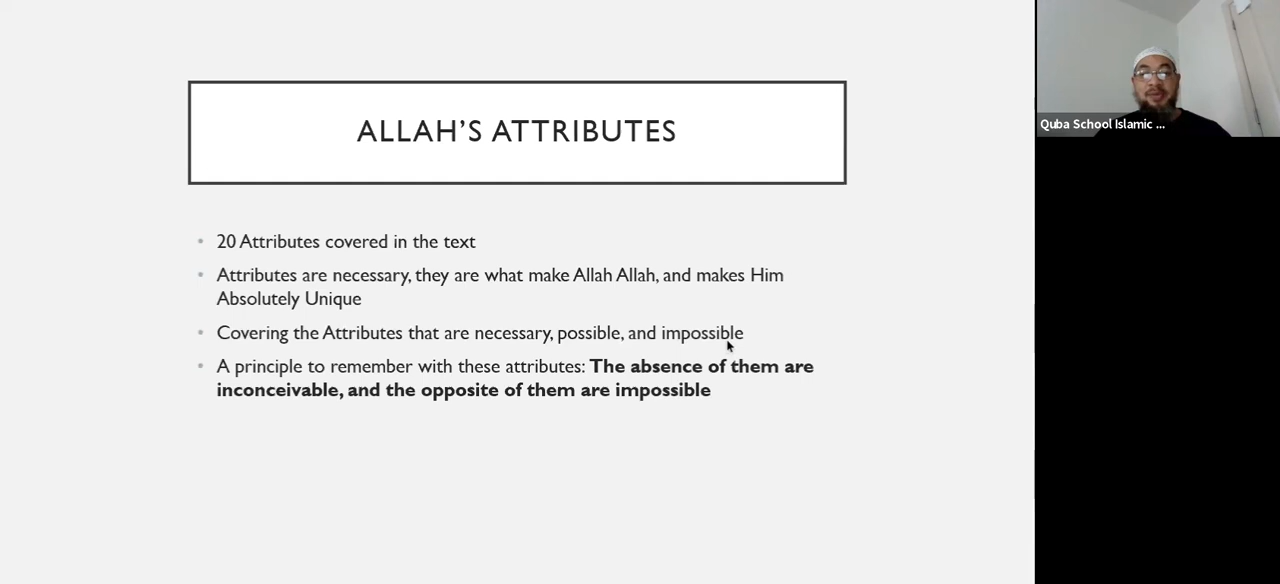 ALLAH’S ATTRIBUTES
• 20 Attributes covered in the text
• Attributes are necessary, they are what make Allah Allah, and makes Him
Absolutely Unique
• Covering the Attributes that are necessary, possible, and impossible
• A principle to remember with these attributes: The absence of them are
inconceivable, and the opposite of them are impossible
Quba School Islamic ...